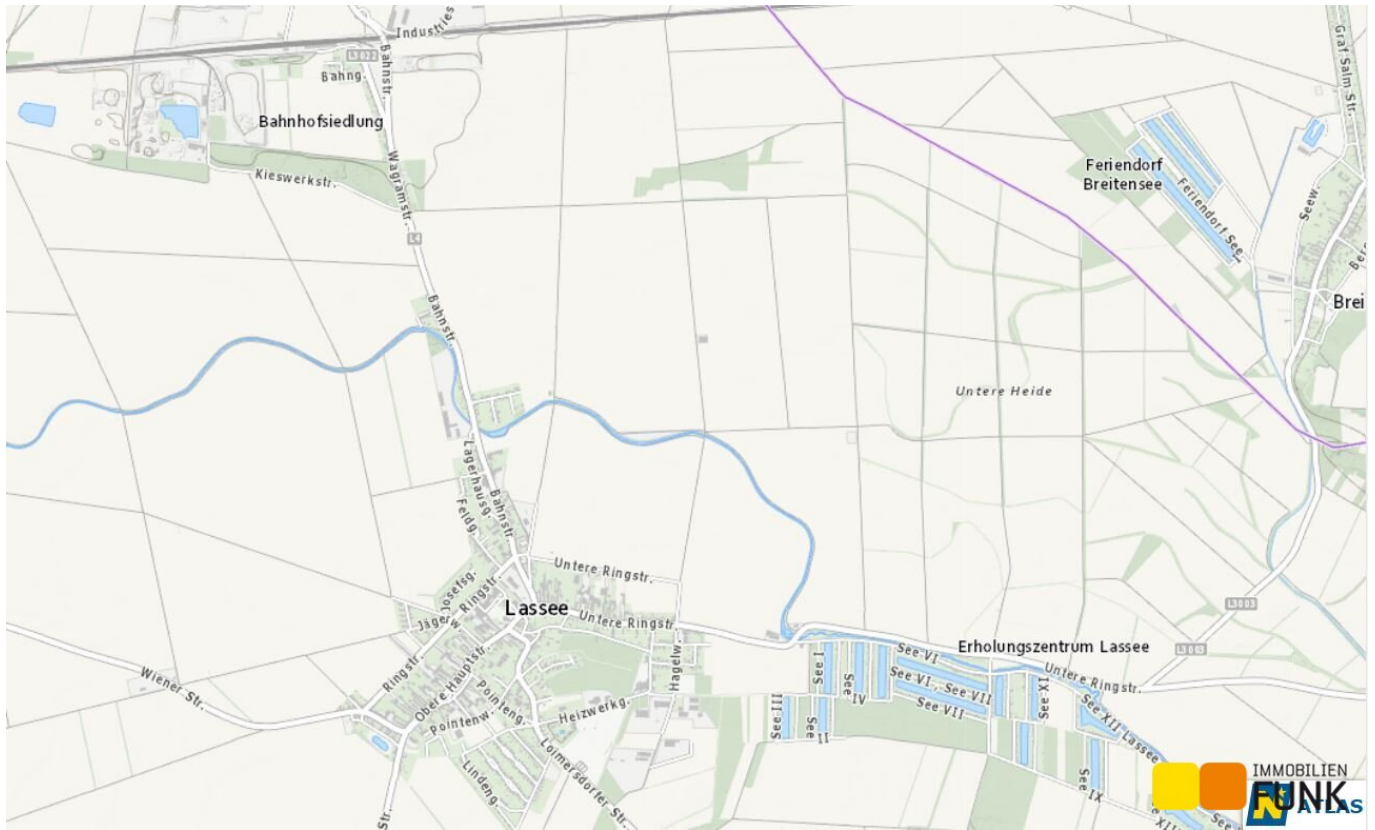 Industries
Graf Salm Str.
L3022
Bahnstr.
Bahng.
Bahnhofsiedlung
Feriendorf
Breitensee
Wagramstr.
Kieswerkstr.
Feriendorf See
Seew.
L4
Bahnstr.
Brei
Untere Heide
Lagerhausg.
Bahnstr.
Feldg.
Untere Ringstr.
Josefsg.
Ringstr.
Lassee
L3003
Jägerw.
Untere Ringstr.
Erholungszentrum Lassee
L3003
See VI
Untere Ringstr.
Wiener Str.
Ringstr.
Obere Hauptstr.
Hagelw.
See I
See IV
See VI , See VII
See VII
See XI
Pointeng.
Pointenw.
Heizwerkg.
See III
See II
See XII Lassee
Loimersdorfer Str.
Lindeng.
See IX
Str.
IMMOBILIEN
FUNK
ATLAS